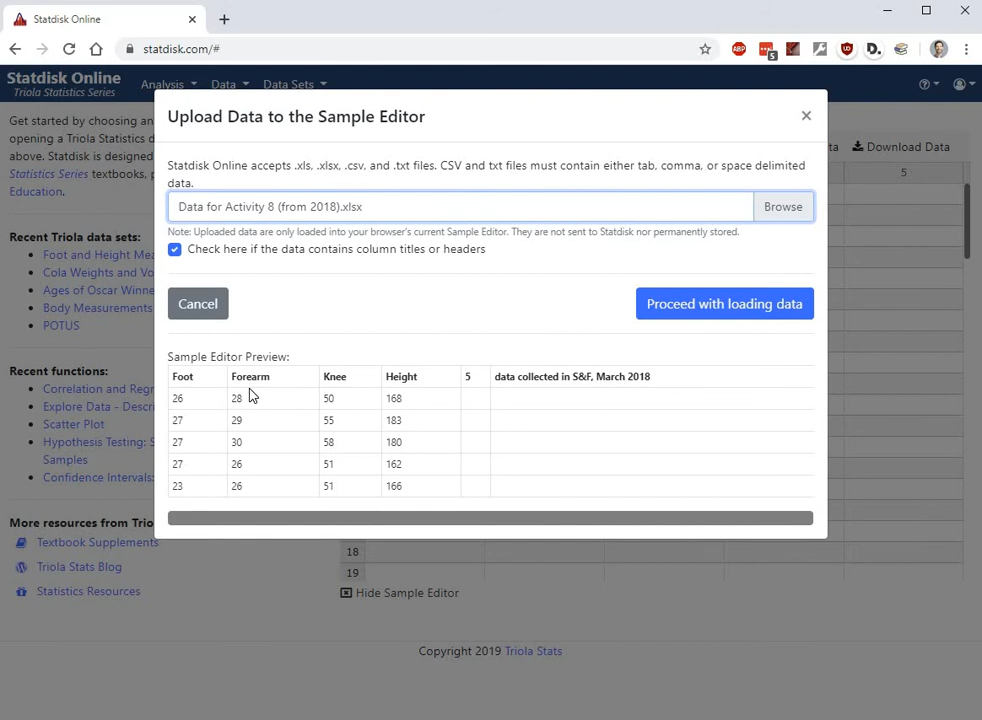 Statdisk Online
statdisk.com/#
ABP
5
D.
Statdisk Online
Triola Statistics Series
Analysis
Data
Data Sets
Get started by choosing an
opening a Triola Statistics d
above. Statdisk is designed
Statistics Series textbooks, p
Education.
Recent Triola data sets:
Foot and Height Mea
Cola Weights and Vo
Ages of Oscar Winne
Body Measurements
POTUS
Recent functions:
Correlation and Regr
Explore Data - Descri
Scatter Plot
Hypothesis Testing: S
Samples
Confidence Intervals:
More resources from Trio
Textbook Supplements
Triola Stats Blog
Statistics Resources
Upload Data to the Sample Editor
×
Statdisk Online accepts .xls, .xlsx, .csv, and .txt files. CSV and txt files must contain either tab, comma, or space delimited
data.
Data for Activity 8 (from 2018).xlsx
Browse
Note: Uploaded data are only loaded into your browser's current Sample Editor. They are not sent to Statdisk nor permanently stored.
Check here if the data contains column titles or headers
Cancel
Proceed with loading data
Sample Editor Preview:
Foot Forearm Knee Height 5 data collected in S&F, March 2018
26 28 50 168
27 29 55 183
27 30 58 180
27 26 51 162
23 26 51 166
ta
Download Data
5
18
19
Hide Sample Editor
Copyright 2019 Triola Stats